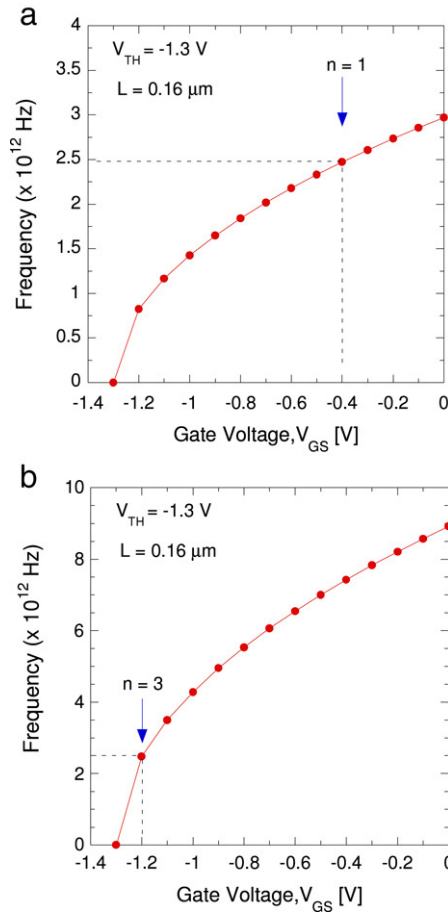 a
V_TH = -1.3 V
L = 0.16 μm
n = 1
Frequency (x 10^12 Hz)
4
3.5
3
2.5
2
1.5
1
0.5
0
-1.4 -1.2 -1 -0.8 -0.6 -0.4 -0.2 0
Gate Voltage,V_GS [V]
b
V_TH = -1.3 V
L = 0.16 μm
n = 3
Frequency (x 10^12 Hz)
10
8
6
4
2
0
-1.4 -1.2 -1 -0.8 -0.6 -0.4 -0.2 0
Gate Voltage,V_GS [V]